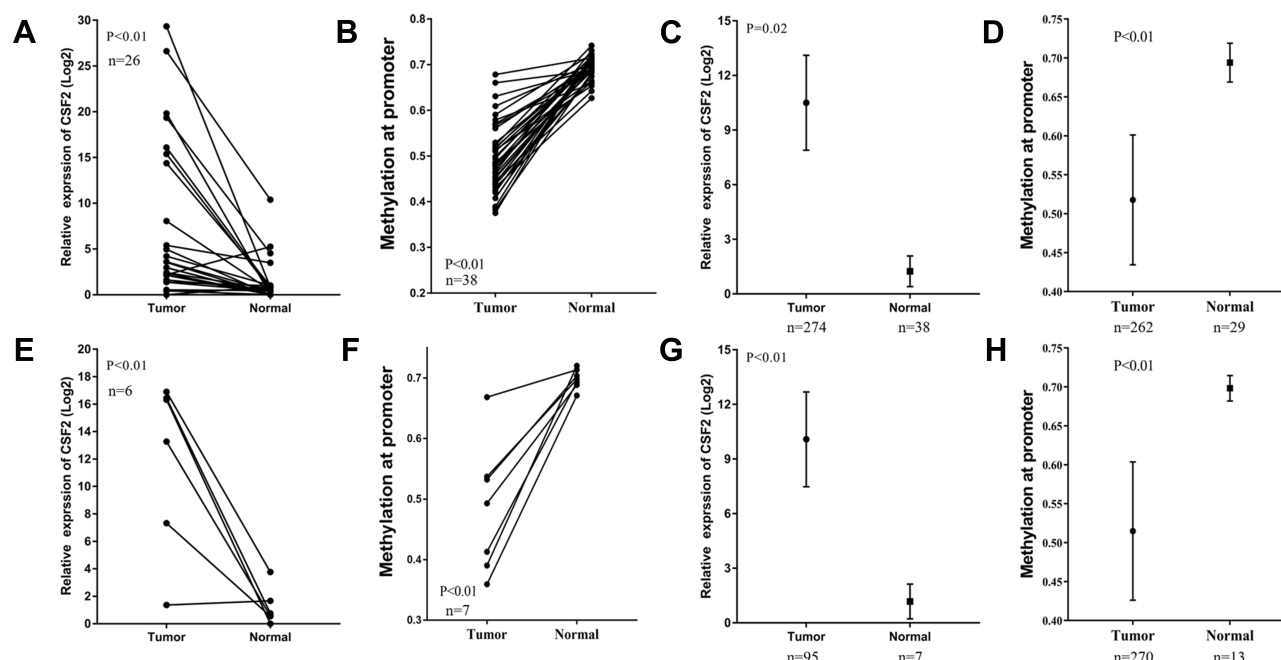 A
Relative exprssion of CSF2 (Log2)
30
25
20
15
10
5
0
P<0.01
n=26
Tumor Normal
B
Methylation at promoter
0.8
0.7
0.6
0.5
0.4
0.3
0.2
P<0.01
n=38
Tumor Normal
C
Relative exprssion of CSF2 (Log2)
15
12
9
6
3
0
P=0.02
Tumor Normal
n=274 n=38
D
Methylation at promoter
0.75
0.70
0.65
0.60
0.55
0.50
0.45
0.40
P<0.01
Tumor Normal
n=262 n=29
E
Relative exprssion of CSF2 (Log2)
20
18
16
14
12
10
8
6
4
2
0
P<0.01
n=6
Tumor Normal
F
Methylation at promoter
0.7
0.6
0.5
0.4
0.3
P<0.01
n=7
Tumor Normal
G
Relative exprssion of CSF2 (Log2)
15
12
9
6
3
0
P<0.01
Tumor Normal
n=95 n=7
H
Methylation at promoter
0.75
0.70
0.65
0.60
0.55
0.50
0.45
0.40
P<0.01
Tumor Normal
n=270 n=13